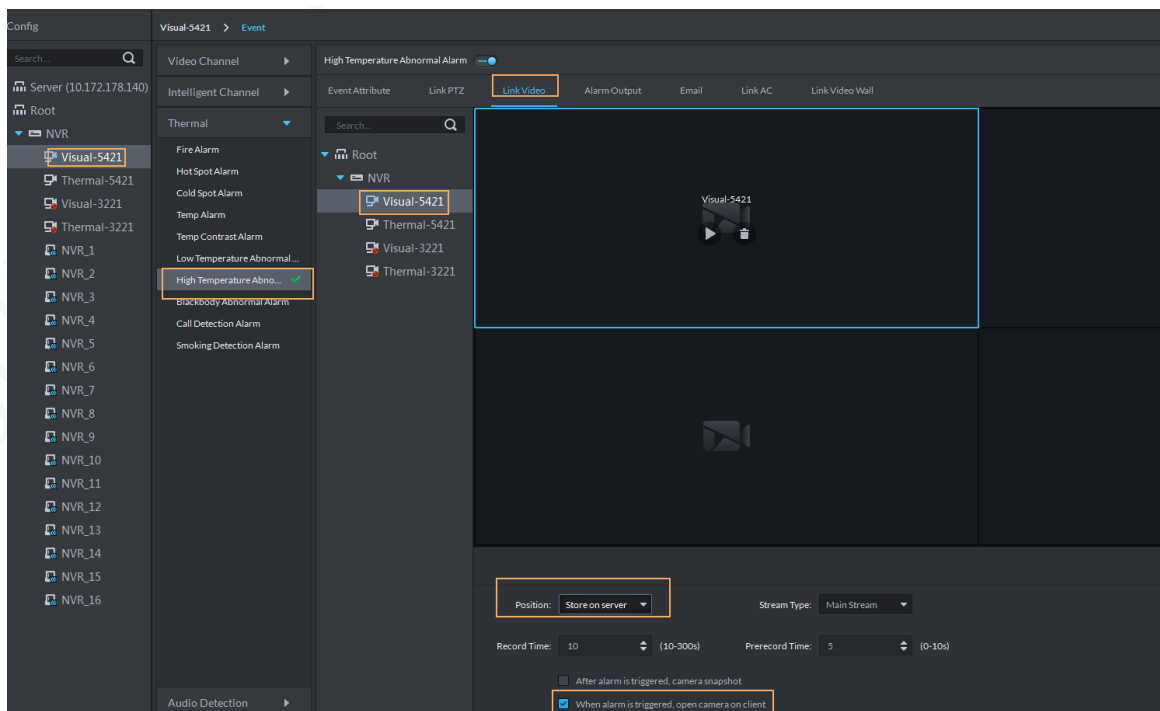 Config
Search...
Server (10.172.178.140)
Root
NVR
Visual-5421
Thermal-5421
Visual-3221
Thermal-3221
NVR_1
NVR_2
NVR_3
NVR_4
NVR_5
NVR_6
NVR_7
NVR_8
NVR_9
NVR_10
NVR_11
NVR_12
NVR_13
NVR_14
NVR_15
NVR_16
Visual-5421 > Event
Video Channel
Intelligent Channel
Thermal
Fire Alarm
Hot Spot Alarm
Cold Spot Alarm
Temp Alarm
Temp Contrast Alarm
Low Temperature Abnormal ...
High Temperature Abno...
Blackbody Abnormal Alarm
Call Detection Alarm
Smoking Detection Alarm
Audio Detection
High Temperature Abnormal Alarm
Event Attribute Link PTZ Link Video Alarm Output Email Link AC Link Video Wall
Search...
Root
NVR
Visual-5421
Thermal-5421
Visual-3221
Thermal-3221
Visual-5421
Position: Store on server Stream Type: Main Stream
Record Time: 10 (10-300s) Prerecord Time: 5 (0-10s)
After alarm is triggered, camera snapshot
When alarm is triggered, open camera on client